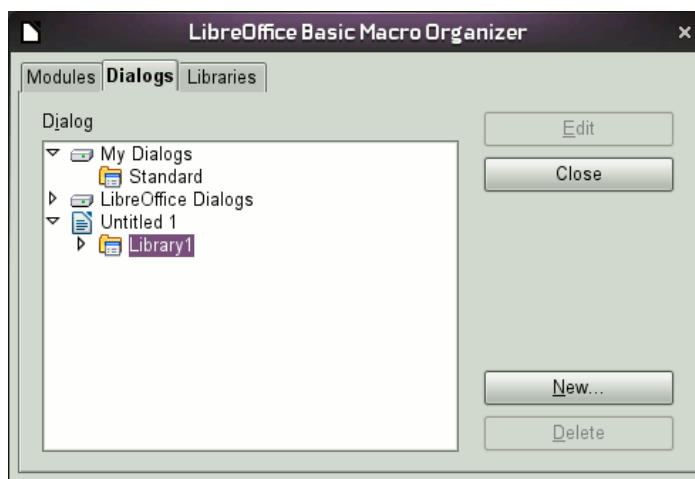 LibreOffice Basic Macro Organizer
Modules Dialogs Libraries
Dialog
My Dialogs
Standard
LibreOffice Dialogs
Untitled 1
Library1
Edit
Close
New...
Delete